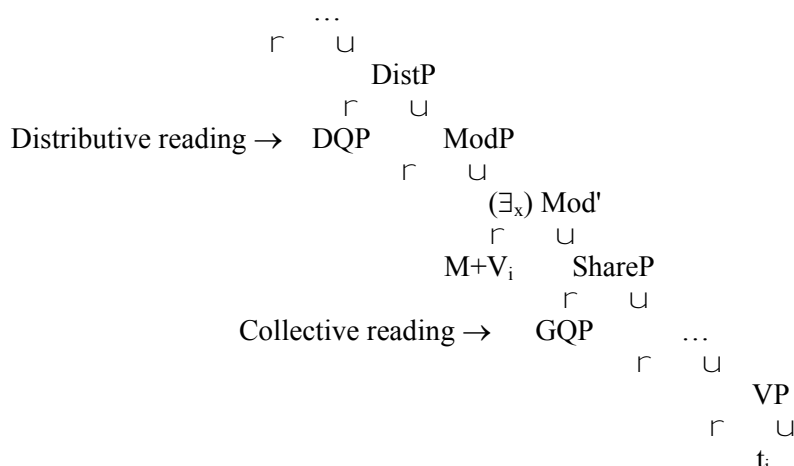 …
r u
DistP
r u
Distributive reading → DQP ModP
r u
(∃x) Mod'
r u
M+Vi ShareP
r u
Collective reading → GQP …
r u
VP
r u
ti